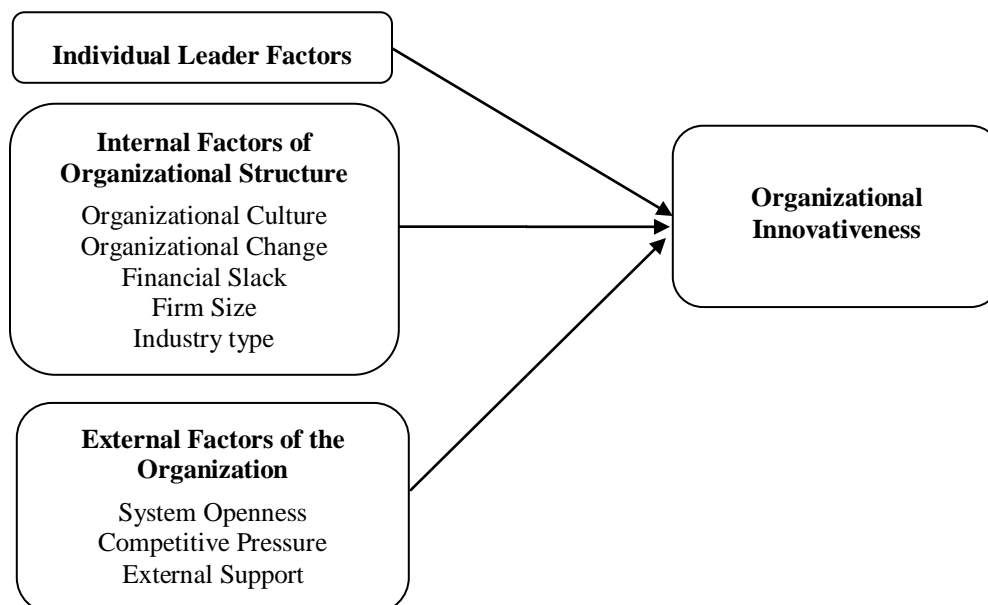 Individual Leader Factors
Internal Factors of
Organizational Structure
Organizational Culture
Organizational Change
Financial Slack
Firm Size
Industry type
External Factors of the
Organization
System Openness
Competitive Pressure
External Support
Organizational
Innovativeness